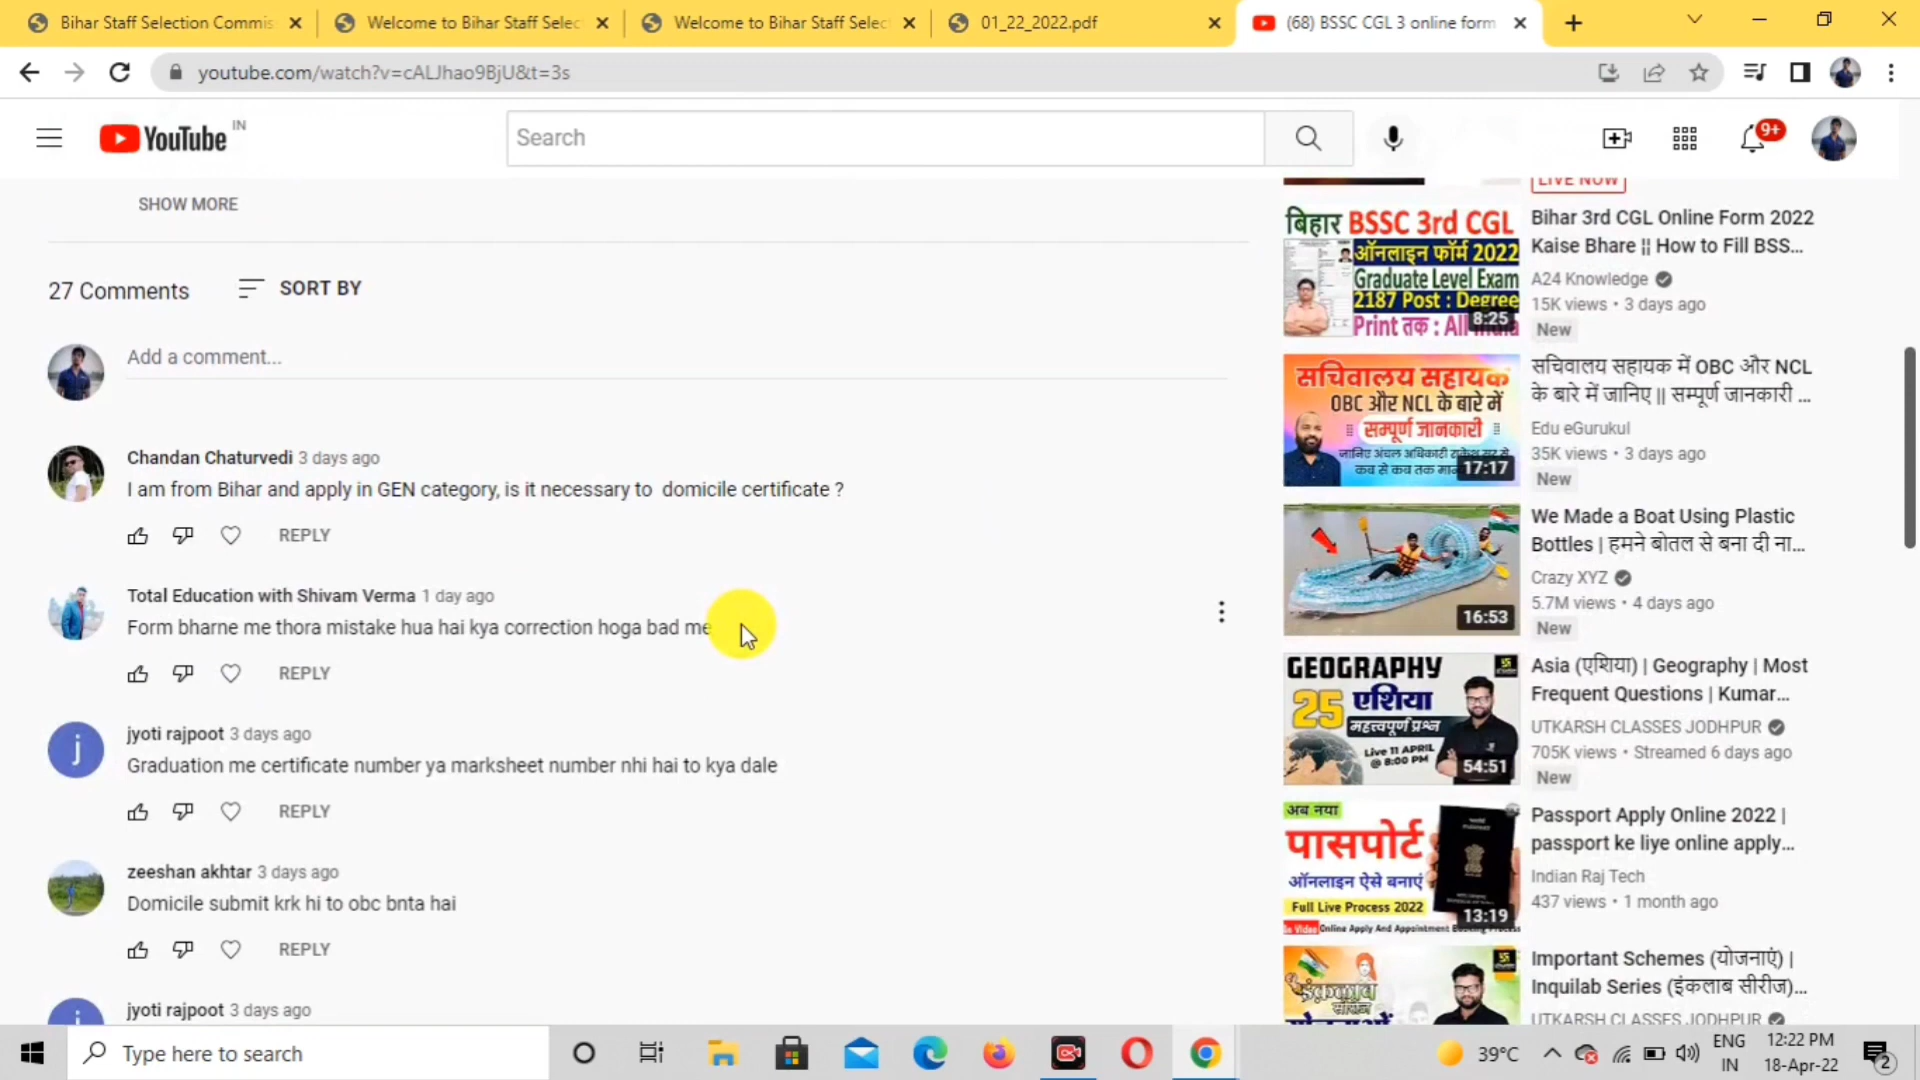 Bihar Staff Selection Commis
Welcome to Bihar Staff Selec
Welcome to Bihar Staff Selec
01_22_2022.pdf
(68) BSSC CGL 3 online form
youtube.com/watch?v=cALJhao9BjU&t=3s
YouTube IN
Search
9+
SHOW MORE
27 Comments
SORT BY
Add a comment...
Chandan Chaturvedi 3 days ago
I am from Bihar and apply in GEN category, is it necessary to domicile certificate ?
REPLY
Total Education with Shivam Verma 1 day ago
Form bharne me thora mistake hua hai kya correction hoga bad me
REPLY
jyoti rajpoot 3 days ago
Graduation me certificate number ya marksheet number nhi hai to kya dale
REPLY
zeeshan akhtar 3 days ago
Domicile submit krk hi to obc bnta hai
REPLY
jyoti rajpoot 3 days ago
LIVE NOW
बिहार BSSC 3rd CGL
ऑनलाइन फॉर्म 2022
Graduate Level Exam
2187 Post : Degree
Print तक : All India
8:25
Bihar 3rd CGL Online Form 2022
Kaise Bhare || How to Fill BSS...
A24 Knowledge
15K views • 3 days ago
New
सचिवालय सहायक में
OBC और NCL के बारे में
सम्पूर्ण जानकारी
17:17
सचिवालय सहायक में OBC और NCL
के बारे में जानिए || सम्पूर्ण जानकारी ...
Edu eGurukul
35K views • 3 days ago
New
16:53
We Made a Boat Using Plastic
Bottles | हमने बोतल से बना दी ना...
Crazy XYZ
5.7M views • 4 days ago
New
GEOGRAPHY
25 एशिया
महत्वपूर्ण प्रश्न
Live 11 APRIL
@ 8:00 PM
54:51
Asia (एशिया) | Geography | Most
Frequent Questions | Kumar...
UTKARSH CLASSES JODHPUR
705K views • Streamed 6 days ago
New
अब नया
पासपोर्ट
ऑनलाइन ऐसे बनाएं
Full Live Process 2022
13:19
Passport Apply Online 2022 |
passport ke liye online apply...
Indian Raj Tech
437 views • 1 month ago
इंकलाब
सीरीज
Important Schemes (योजनाएं) |
Inquilab Series (इंकलाब सीरीज)...
UTKARSH CLASSES JODHPUR
Type here to search
39°C
ENG
IN
12:22 PM
18-Apr-22
2